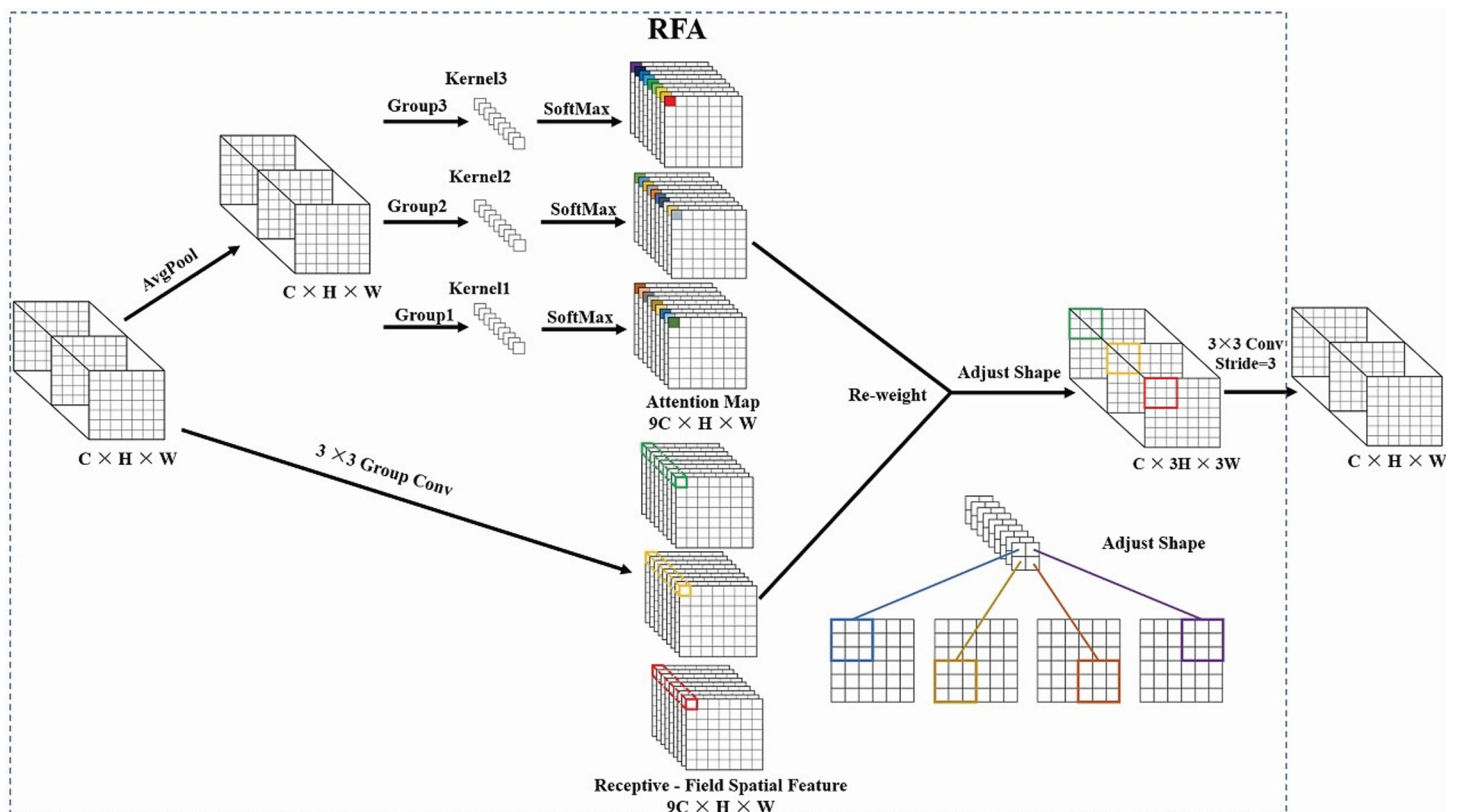 RFA
Kernel3
Group3
SoftMax
Kernel2
Group2
SoftMax
AvgPool
C × H × W
Kernel1
Group1
SoftMax
C × H × W
Attention Map
9C × H × W
3 ×3 Group Conv
Re-weight
Adjust Shape
3×3 Conv
Stride=3
C × 3H × 3W
C × H × W
Adjust Shape
Receptive - Field Spatial Feature
9C × H × W